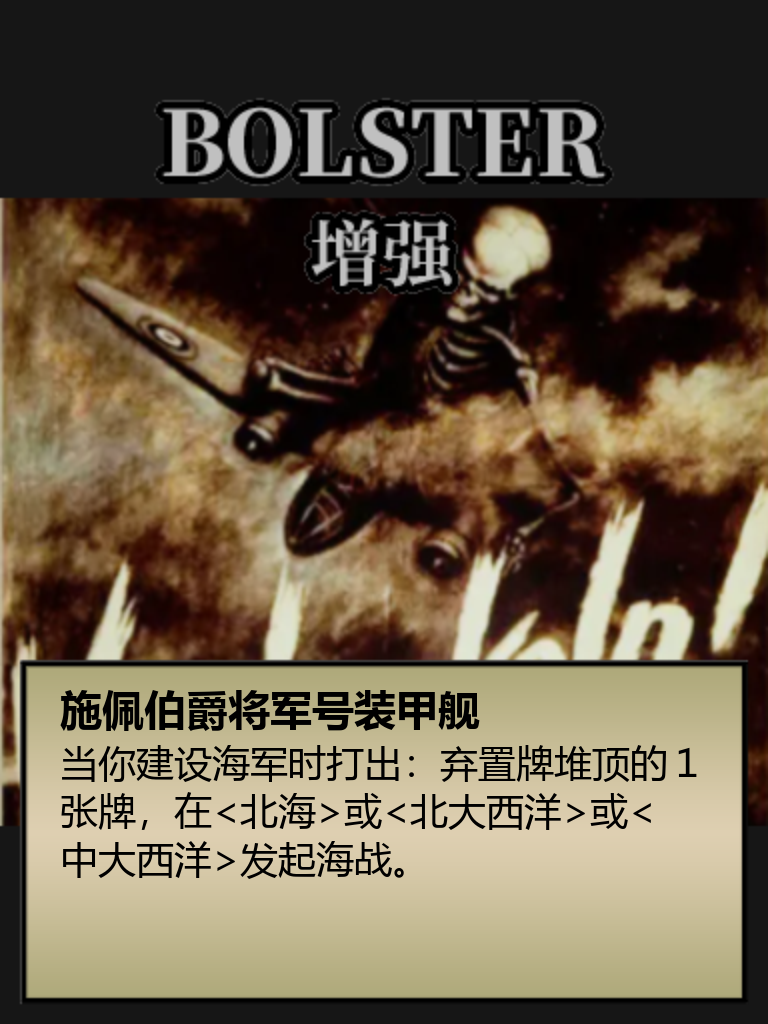 BOLSTER
增强
施佩伯爵将军号装甲舰
当你建设海军时打出：弃置牌堆顶的 1
张牌，在<北海>或<北大西洋>或<
中大西洋>发起海战。